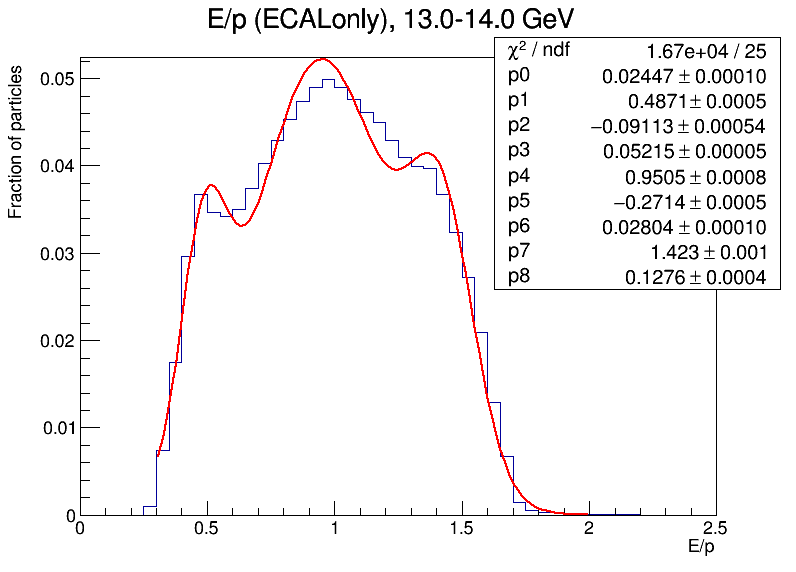 E/p (ECALonly), 13.0-14.0 GeV
χ² / ndf 1.67e+04 / 25
p0 0.02447 ± 0.00010
p1 0.4871 ± 0.0005
p2 −0.09113 ± 0.00054
p3 0.05215 ± 0.00005
p4 0.9505 ± 0.0008
p5 −0.2714 ± 0.0005
p6 0.02804 ± 0.00010
p7 1.423 ± 0.001
p8 0.1276 ± 0.0004
Fraction of particles
0.05
0.04
0.03
0.02
0.01
0
0 0.5 1 1.5 2 2.5
E/p